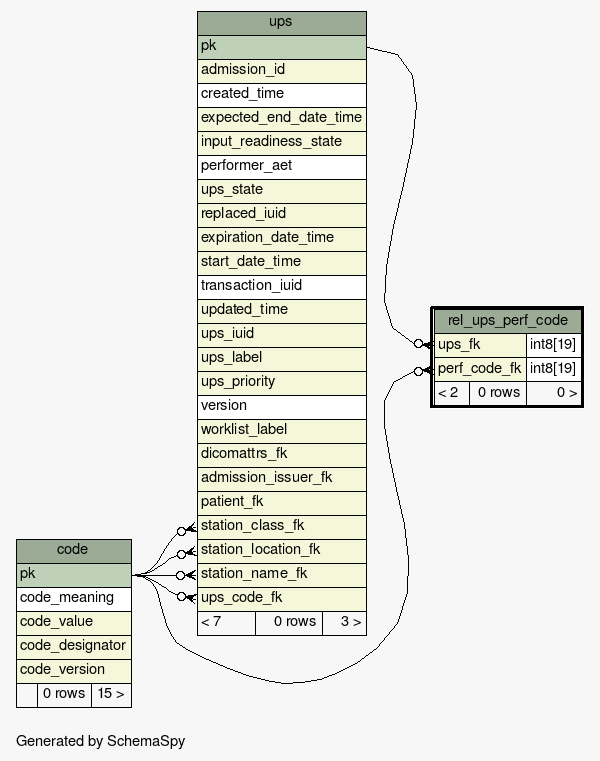 ups
pk
admission_id
created_time
expected_end_date_time
input_readiness_state
performer_aet
ups_state
replaced_iuid
expiration_date_time
start_date_time
transaction_iuid
updated_time
ups_iuid
ups_label
ups_priority
version
worklist_label
dicomattrs_fk
admission_issuer_fk
patient_fk
station_class_fk
station_location_fk
station_name_fk
ups_code_fk
< 7 0 rows 3 >
rel_ups_perf_code
ups_fk int8[19]
perf_code_fk int8[19]
< 2 0 rows 0 >
code
pk
code_meaning
code_value
code_designator
code_version
0 rows 15 >
Generated by SchemaSpy